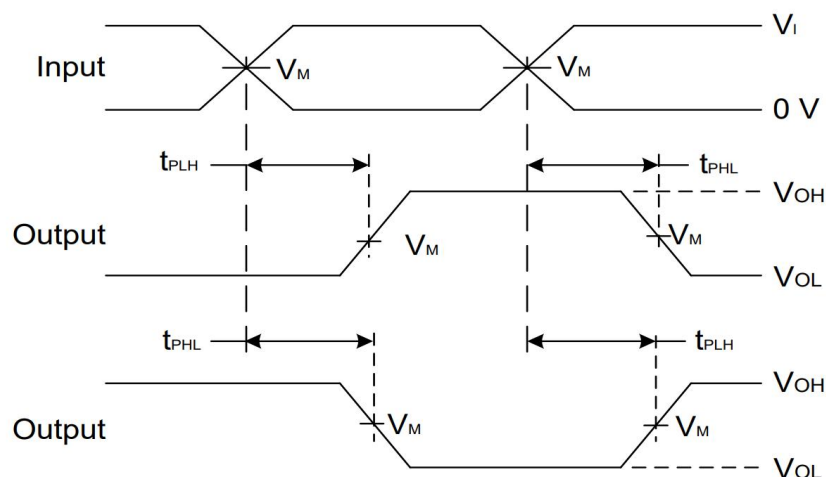 VI
Input VM VM
0 V
tPLH tPHL
VOH
Output VM VM
VOL
tPHL tPLH
VOH
Output VM VM
VOL